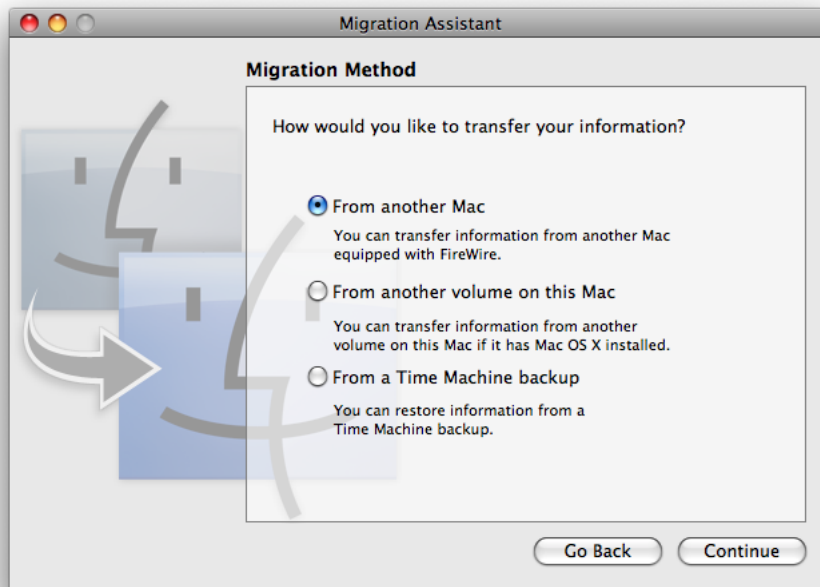 Migration Assistant
Migration Method
How would you like to transfer your information?
From another Mac
You can transfer information from another Mac
equipped with FireWire.
From another volume on this Mac
You can transfer information from another
volume on this Mac if it has Mac OS X installed.
From a Time Machine backup
You can restore information from a
Time Machine backup.
Go Back
Continue